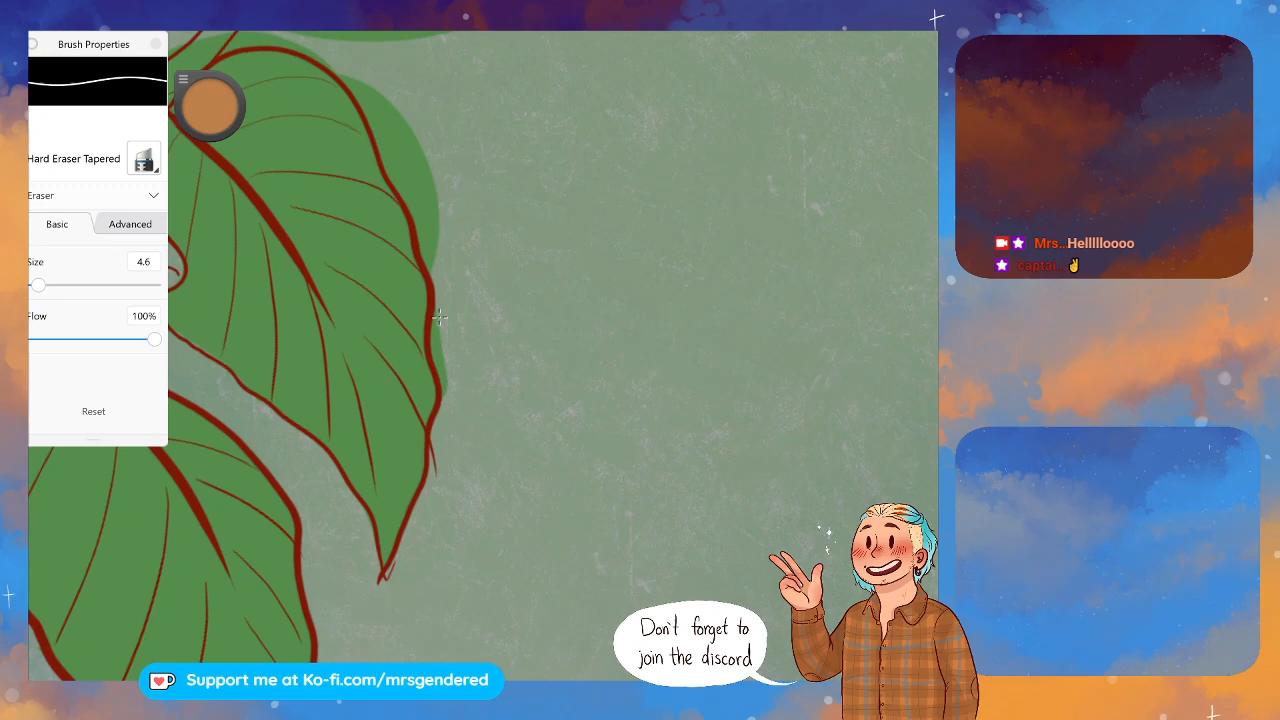 Brush Properties
Hard Eraser Tapered
Eraser
Basic
Advanced
Size
4.6
Flow
100%
Reset
Mrs..Hellllloooo
captai..✌
Don't forget to
join the discord
Support me at Ko-fi.com/mrsgendered